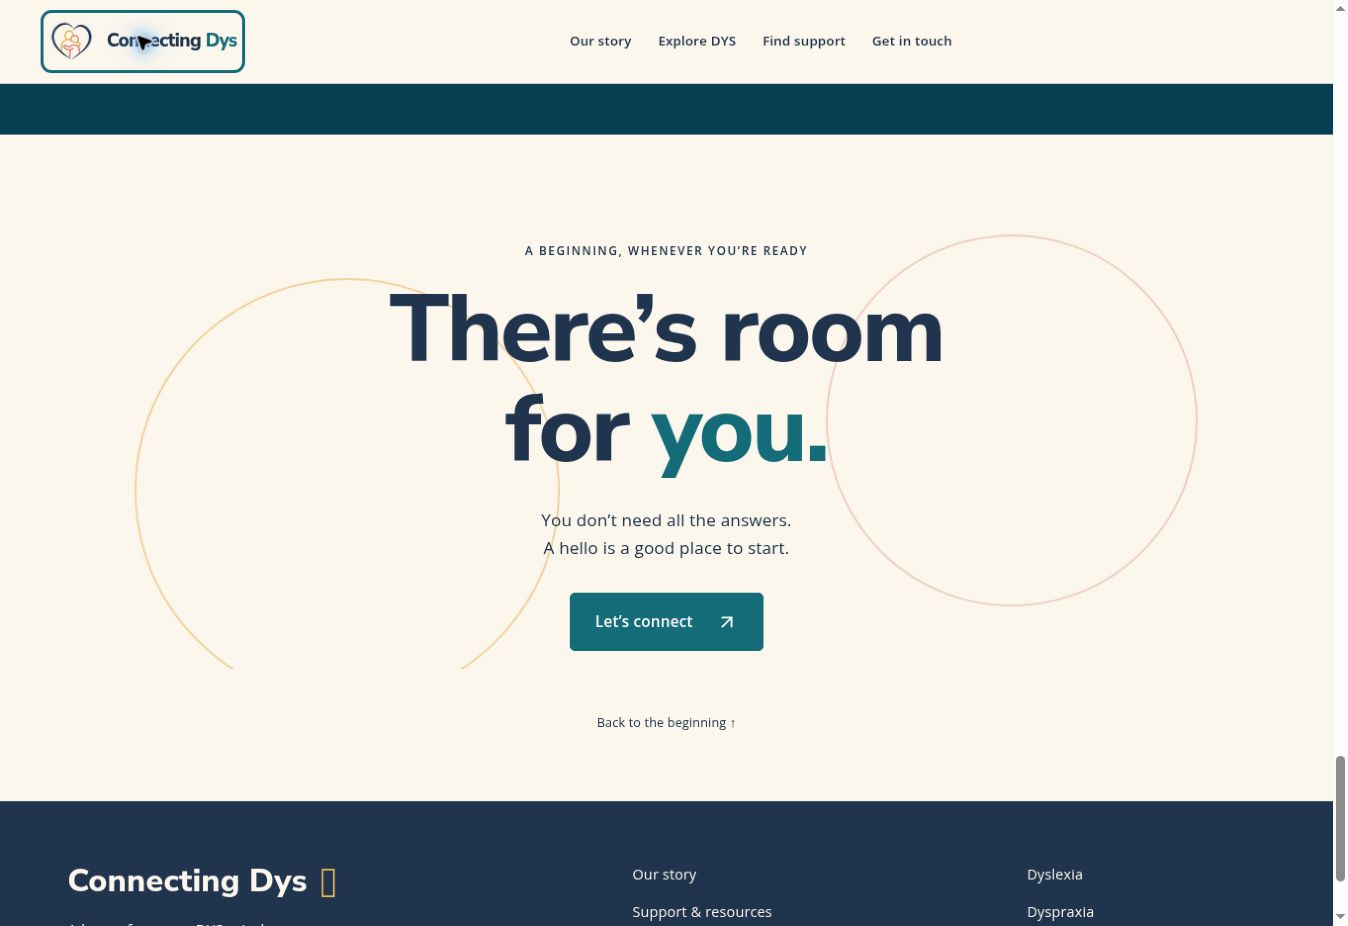 Connecting Dys
Our story
Explore DYS
Find support
Get in touch
A BEGINNING, WHENEVER YOU’RE READY
There’s room
for you.
You don’t need all the answers.
A hello is a good place to start.
Let’s connect
Back to the beginning ↑
Connecting Dys
Our story
Dyslexia
Support & resources
Dyspraxia